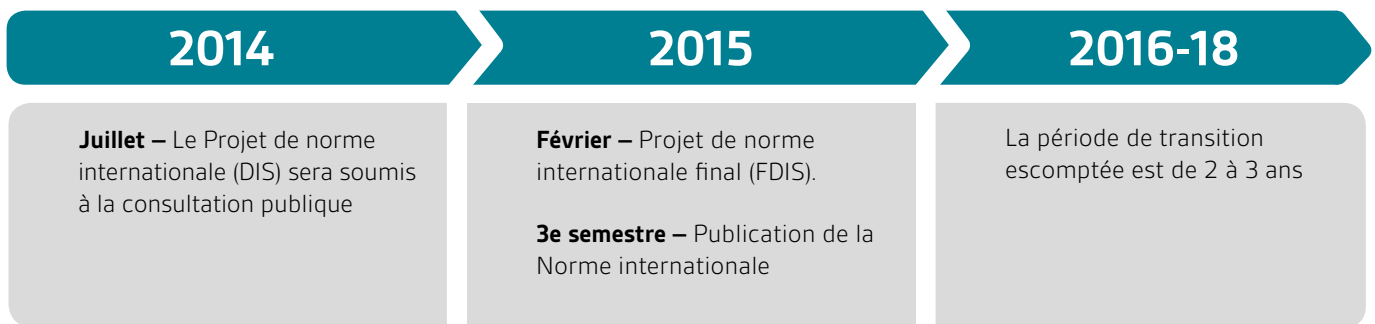 2014
2015
2016-18
Juillet – Le Projet de norme
internationale (DIS) sera soumis
à la consultation publique
Février – Projet de norme
internationale final (FDIS).
3e semestre – Publication de la
Norme internationale
La période de transition
escomptée est de 2 à 3 ans